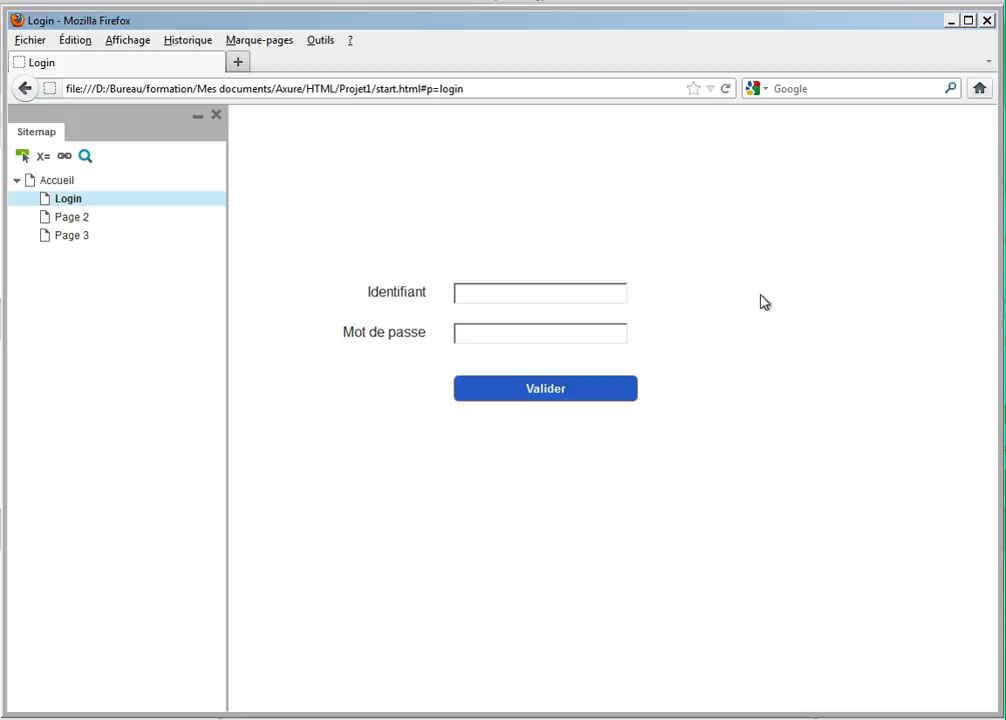 Login - Mozilla Firefox
Fichier Édition Affichage Historique Marque-pages Outils ?
Login +
file:///D:/Bureau/formation/Mes documents/Axure/HTML/Projet1/start.html#p=login Google
Sitemap
X=
Accueil
Login
Page 2
Page 3
Identifiant
Mot de passe
Valider